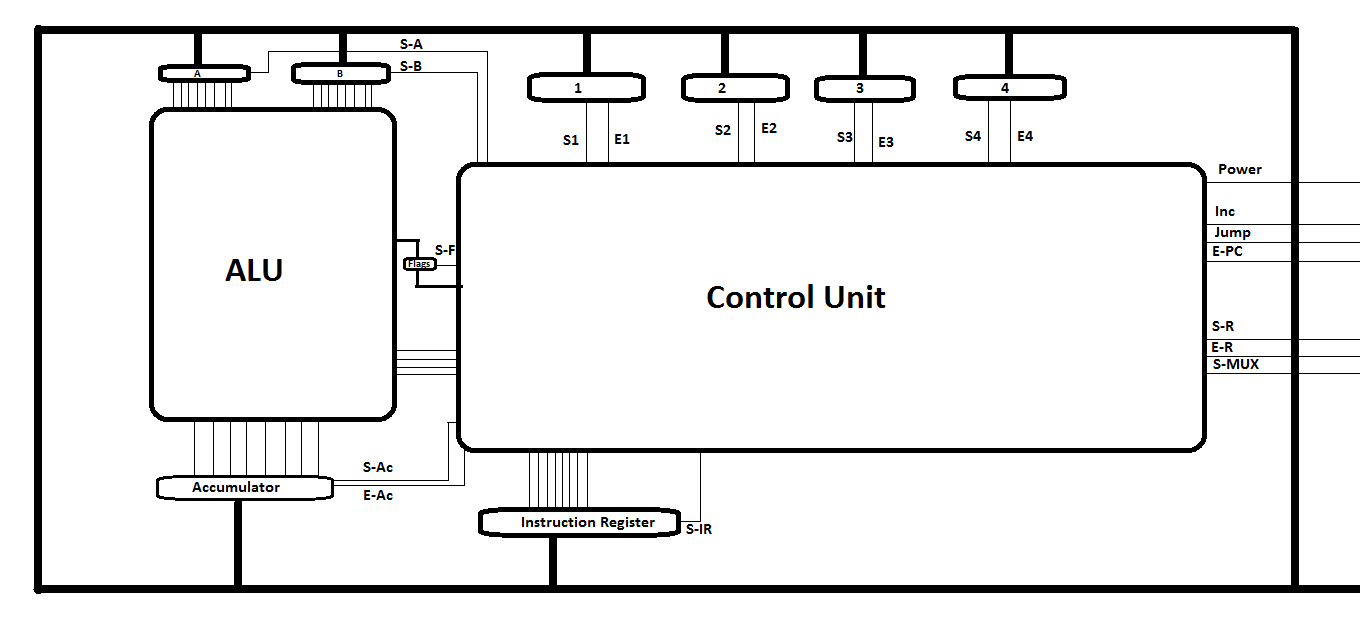 S-A
S-B
A
B
1
2
3
4
S1
E1
S2
E2
S3
E3
S4
E4
Power
Inc
Jump
E-PC
S-F
Flags
ALU
Control Unit
S-R
E-R
S-MUX
S-Ac
Accumulator
E-Ac
Instruction Register
S-IR